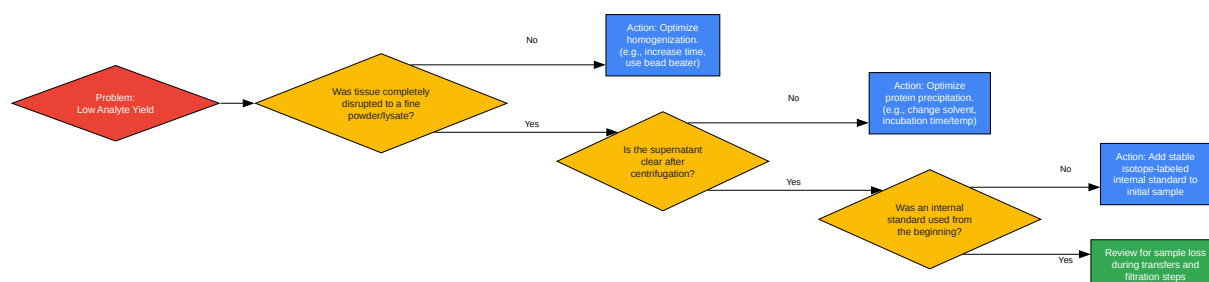 Problem:
Low Analyte Yield
Was tissue completely
disrupted to a fine
powder/lysate?
No
Action: Optimize
homogenization.
(e.g., increase time,
use bead beater)
Yes
Is the supernatant
clear after
centrifugation?
No
Action: Optimize
protein precipitation.
(e.g., change solvent,
incubation time/temp)
Yes
Was an internal
standard used from
the beginning?
No
Action: Add stable
isotope-labeled
internal standard to
initial sample
Yes
Review for sample loss
during transfers and
filtration steps